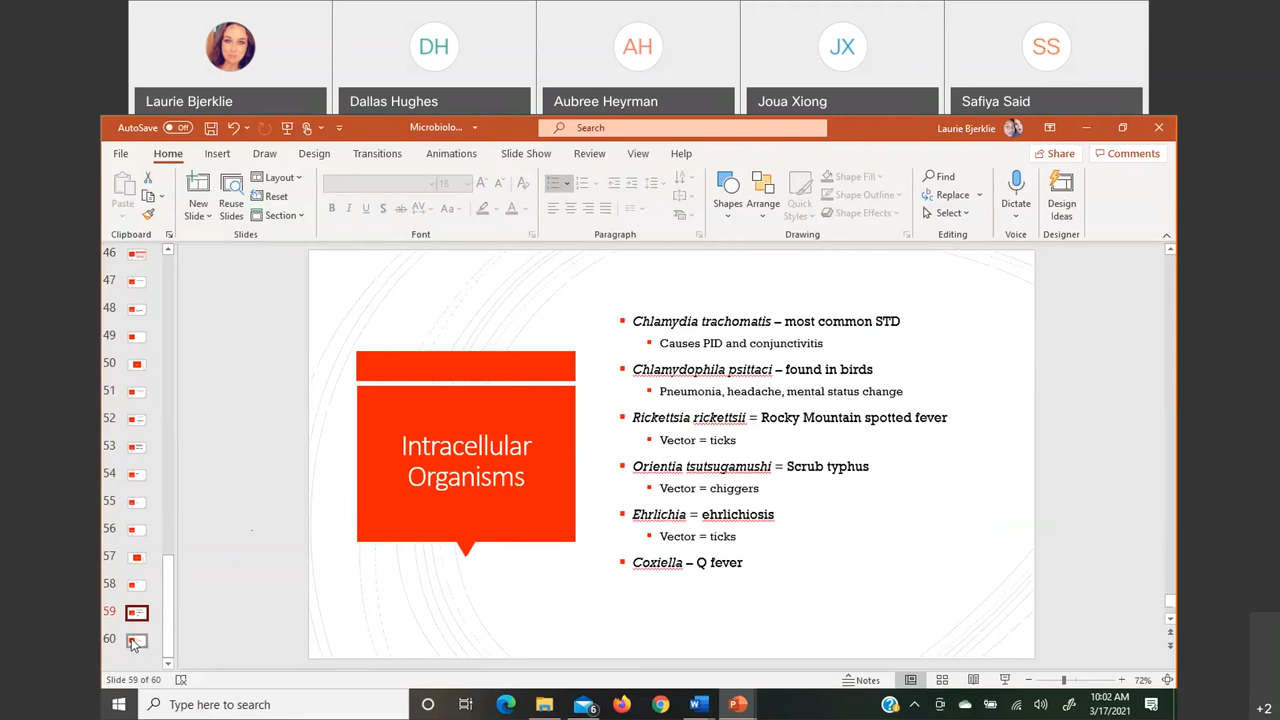 DH
AH
JX
SS
Laurie Bjerklie
Dallas Hughes
Aubree Heyrman
Joua Xiong
Safiya Said
AutoSave Off
Microbiolo...
Search
Laurie Bjerklie
File Home Insert Draw Design Transitions Animations Slide Show Review View Help
Share Comments
Paste
New Slide
Reuse Slides
Layout
Reset
Section
18
Shapes
Arrange
Quick Styles
Shape Fill
Shape Outline
Shape Effects
Find
Replace
Select
Dictate
Design Ideas
Clipboard Slides Font Paragraph Drawing Editing Voice Designer
46
47
48
49
50
51
52
53
54
55
56
57
58
59
60
Intracellular
Organisms
Chlamydia trachomatis – most common STD
Causes PID and conjunctivitis
Chlamydophila psittaci – found in birds
Pneumonia, headache, mental status change
Rickettsia rickettsii = Rocky Mountain spotted fever
Vector = ticks
Orientia tsutsugamushi = Scrub typhus
Vector = chiggers
Ehrlichia = ehrlichiosis
Vector = ticks
Coxiella – Q fever
Slide 59 of 60
Notes
72%
Type here to search
5
10:02 AM
3/17/2021
+2